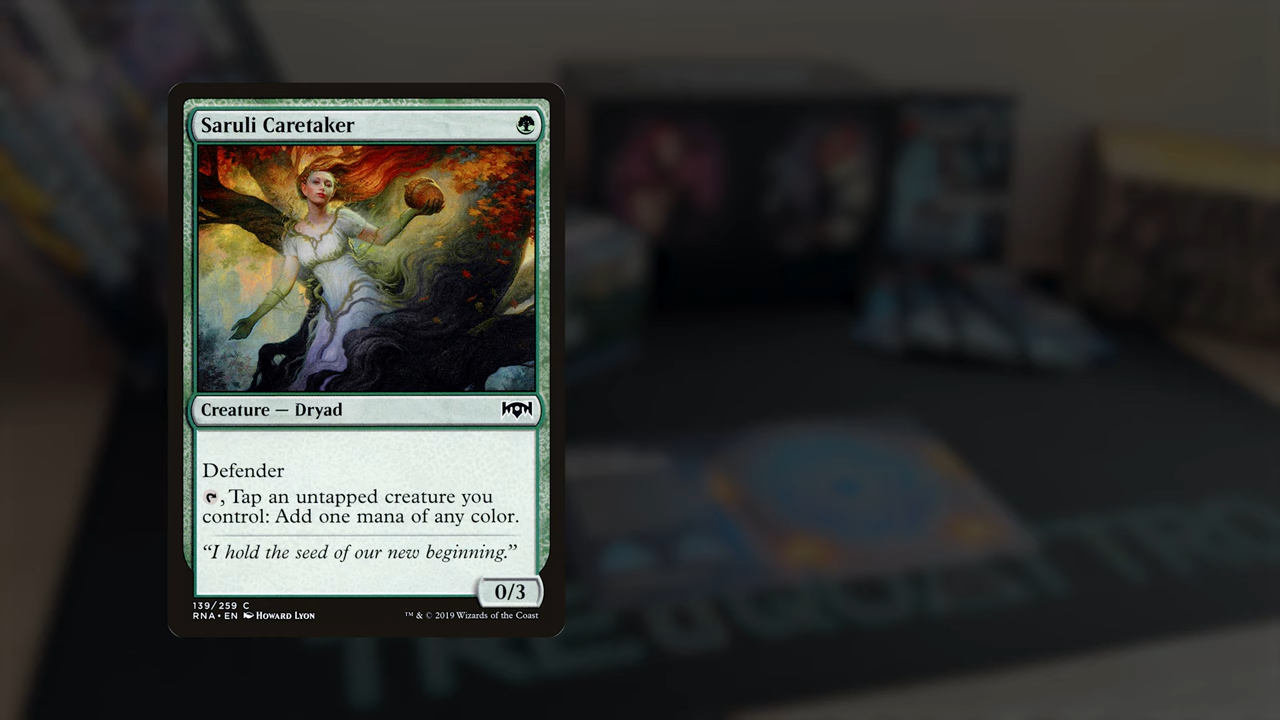 Saruli Caretaker
Creature — Dryad
Defender
, Tap an untapped creature you
control: Add one mana of any color.
“I hold the seed of our new beginning.”
0/3
139/259 C
RNA • EN Howard Lyon
™ & © 2019 Wizards of the Coast